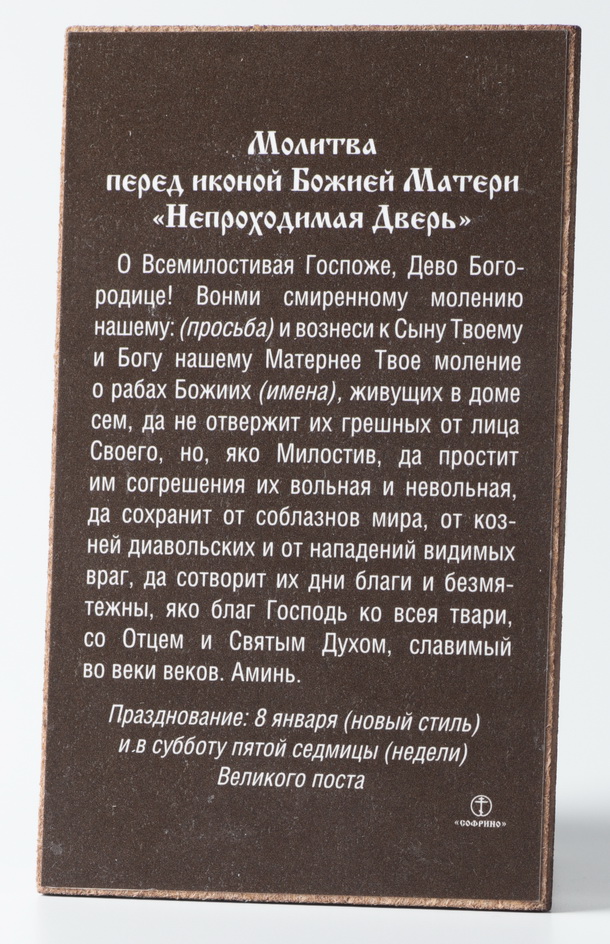 Молитва
перед иконой Божией Матери
«Непроходимая Дверь»
О Всемилостивая Госпоже, Дево Бого-
родице! Вонми смиренному молению
нашему: (просьба) и вознеси к Сыну Твоему
и Богу нашему Матернее Твое моление
о рабах Божиих (имена), живущих в доме
сем, да не отвержит их грешных от лица
Своего, но, яко Милостив, да простит
им согрешения их вольная и невольная,
да сохранит от соблазнов мира, от коз-
ней диавольских и от нападений видимых
враг, да сотворит их дни благи и безмя-
тежны, яко благ Господь ко всея твари,
со Отцем и Святым Духом, славимый
во веки веков. Аминь.
Празднование: 8 января (новый стиль)
и в субботу пятой седмицы (недели)
Великого поста
«СОФРИНО»